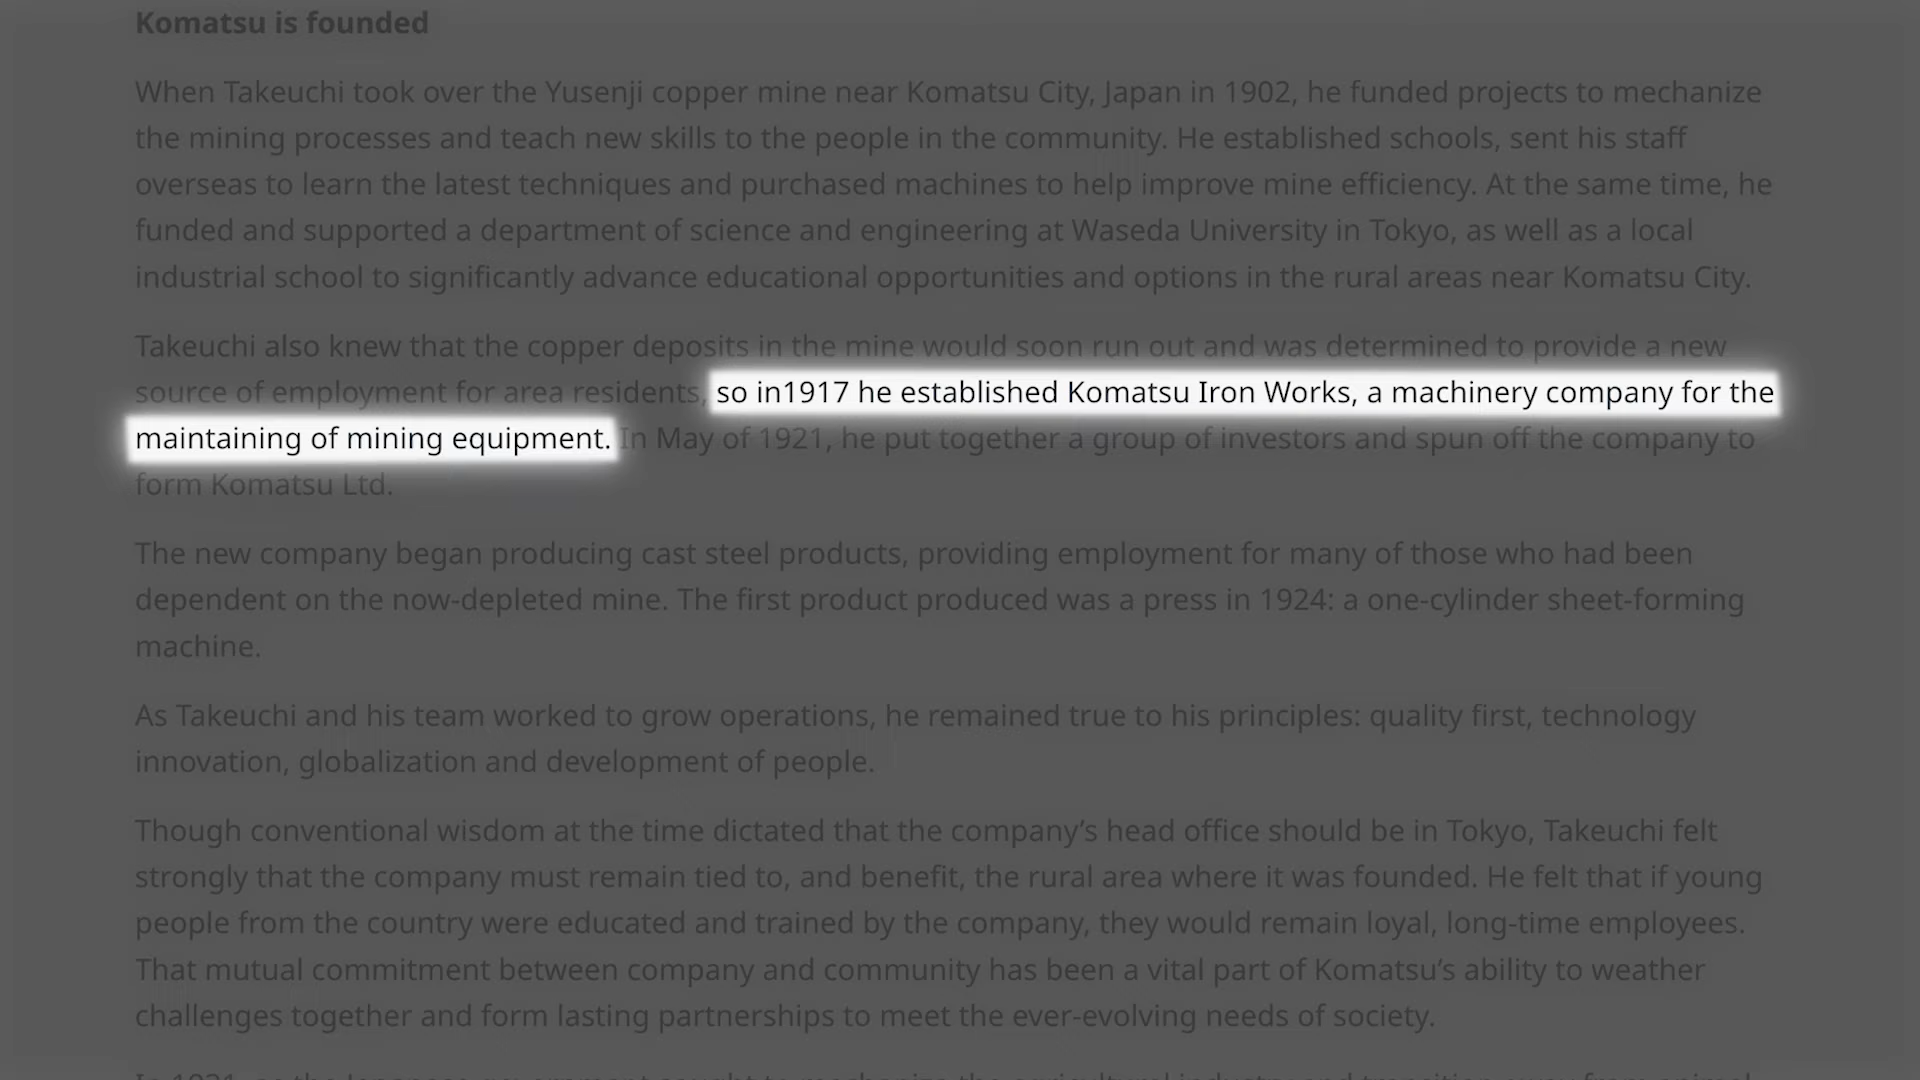 Komatsu is founded
When Takeuchi took over the Yusenji copper mine near Komatsu City, Japan in 1902, he funded projects to mechanize
the mining processes and teach new skills to the people in the community. He established schools, sent his staff
overseas to learn the latest techniques and purchased machines to help improve mine efficiency. At the same time, he
funded and supported a department of science and engineering at Waseda University in Tokyo, as well as a local
industrial school to significantly advance educational opportunities and options in the rural areas near Komatsu City.
Takeuchi also knew that the copper deposits in the mine would soon run out and was determined to provide a new
source of employment for area residents, so in1917 he established Komatsu Iron Works, a machinery company for the
maintaining of mining equipment. In May of 1921, he put together a group of investors and spun off the company to
form Komatsu Ltd.
The new company began producing cast steel products, providing employment for many of those who had been
dependent on the now-depleted mine. The first product produced was a press in 1924: a one-cylinder sheet-forming
machine.
As Takeuchi and his team worked to grow operations, he remained true to his principles: quality first, technology
innovation, globalization and development of people.
Though conventional wisdom at the time dictated that the company’s head office should be in Tokyo, Takeuchi felt
strongly that the company must remain tied to, and benefit, the rural area where it was founded. He felt that if young
people from the country were educated and trained by the company, they would remain loyal, long-time employees.
That mutual commitment between company and community has been a vital part of Komatsu’s ability to weather
challenges together and form lasting partnerships to meet the ever-evolving needs of society.